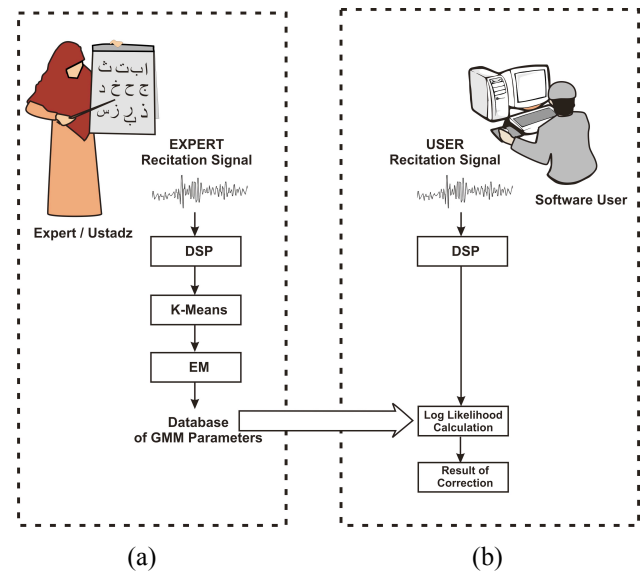 ا ب ت ث
ج ح خ د
ذ ر ز س
EXPERT
Recitation Signal
Expert / Ustadz
DSP
K-Means
EM
Database
of GMM Parameters
USER
Recitation Signal
Software User
DSP
Log Likelihood
Calculation
Result of
Correction
(a)
(b)